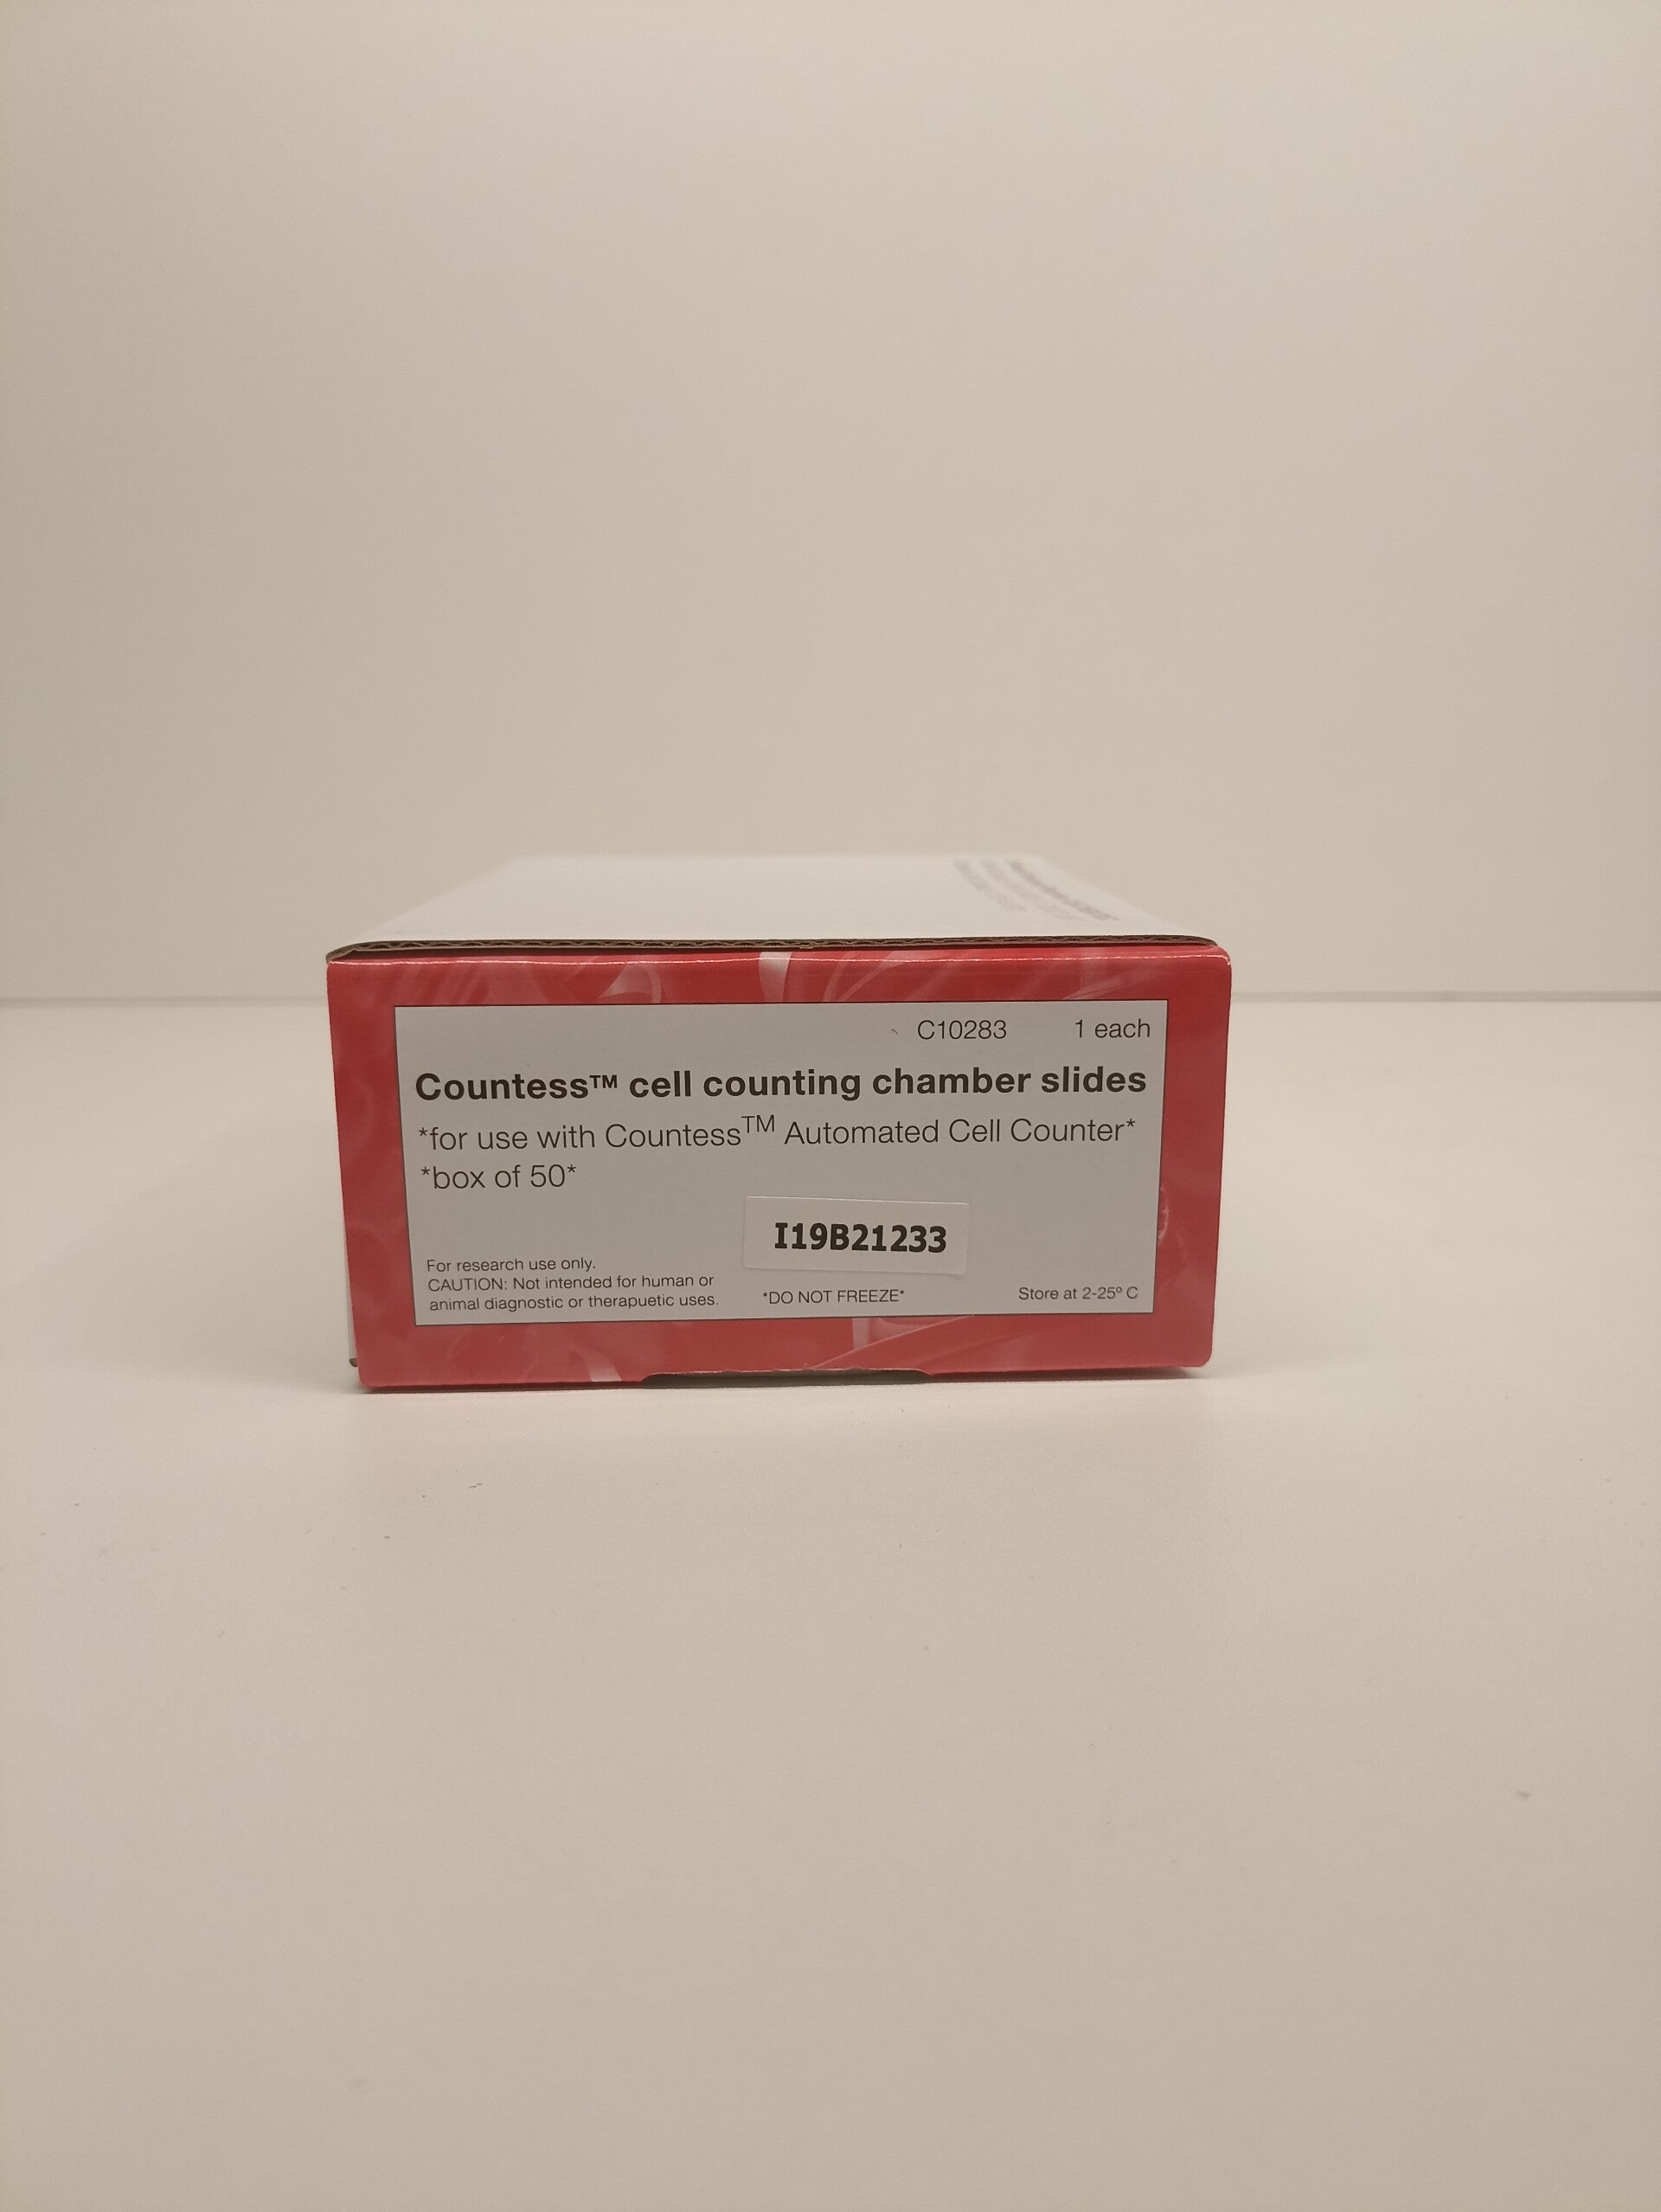 C10283 1 each
Countess™ cell counting chamber slides
*for use with Countess™ Automated Cell Counter*
*box of 50*
I19B21233
For research use only.
CAUTION: Not intended for human or
animal diagnostic or therapuetic uses.
*DO NOT FREEZE*
Store at 2-25º C